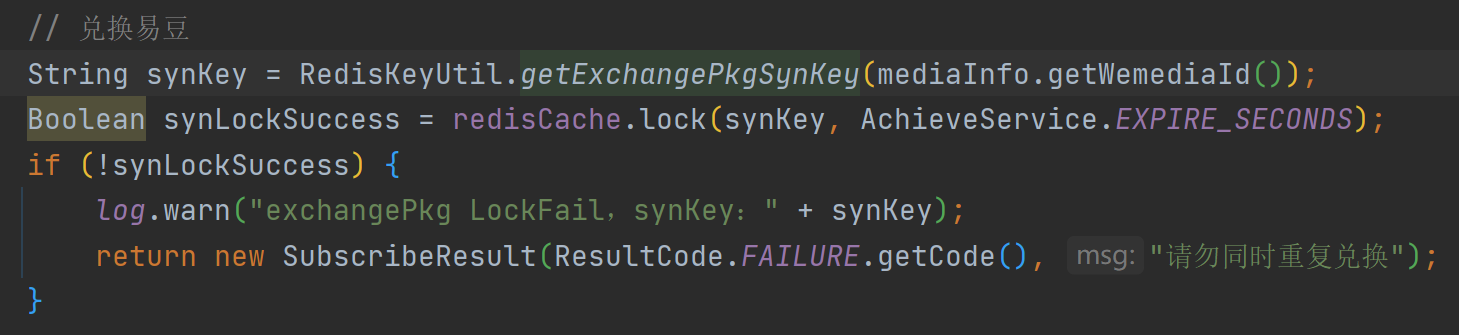 // 兑换易豆
String synKey = RedisKeyUtil.getExchangePkgSynKey(mediaInfo.getWemediaId());
Boolean synLockSuccess = redisCache.lock(synKey, AchieveService.EXPIRE_SECONDS);
if (!synLockSuccess) {
    log.warn("exchangePkg LockFail，synKey：" + synKey);
    return new SubscribeResult(ResultCode.FAILURE.getCode(), msg: "请勿同时重复兑换");
}